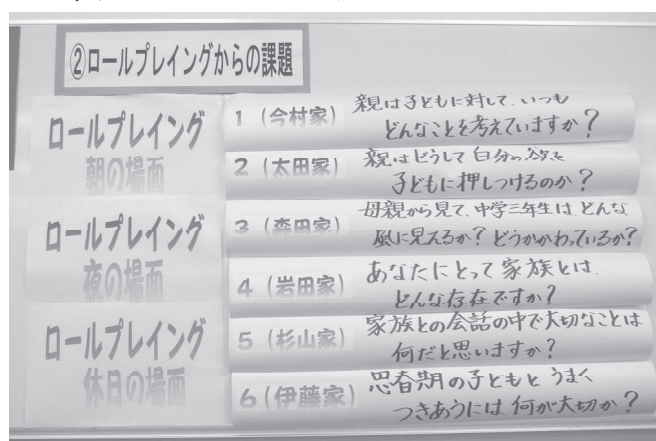 ②ロールプレイングからの課題
ロールプレイング
朝の場面
1（今村家）
親は子どもに対して、いつも
どんなことを考えていますか？
2（太田家）
親はどうして自分の
子どもに押しつけるのか？
ロールプレイング
夜の場面
3（森田家）
母親から見て、中学三年生は、どんな
風に見えるか？どうかかわっているか？
4（岩田家）
あなたにとって家族とは、
どんな存在ですか？
ロールプレイング
休日の場面
5（杉山家）
家族との会話の中で大切なことは
何だと思いますか？
6（伊藤家）
思春期の子どもとうまく
つきあうには何が大切か？